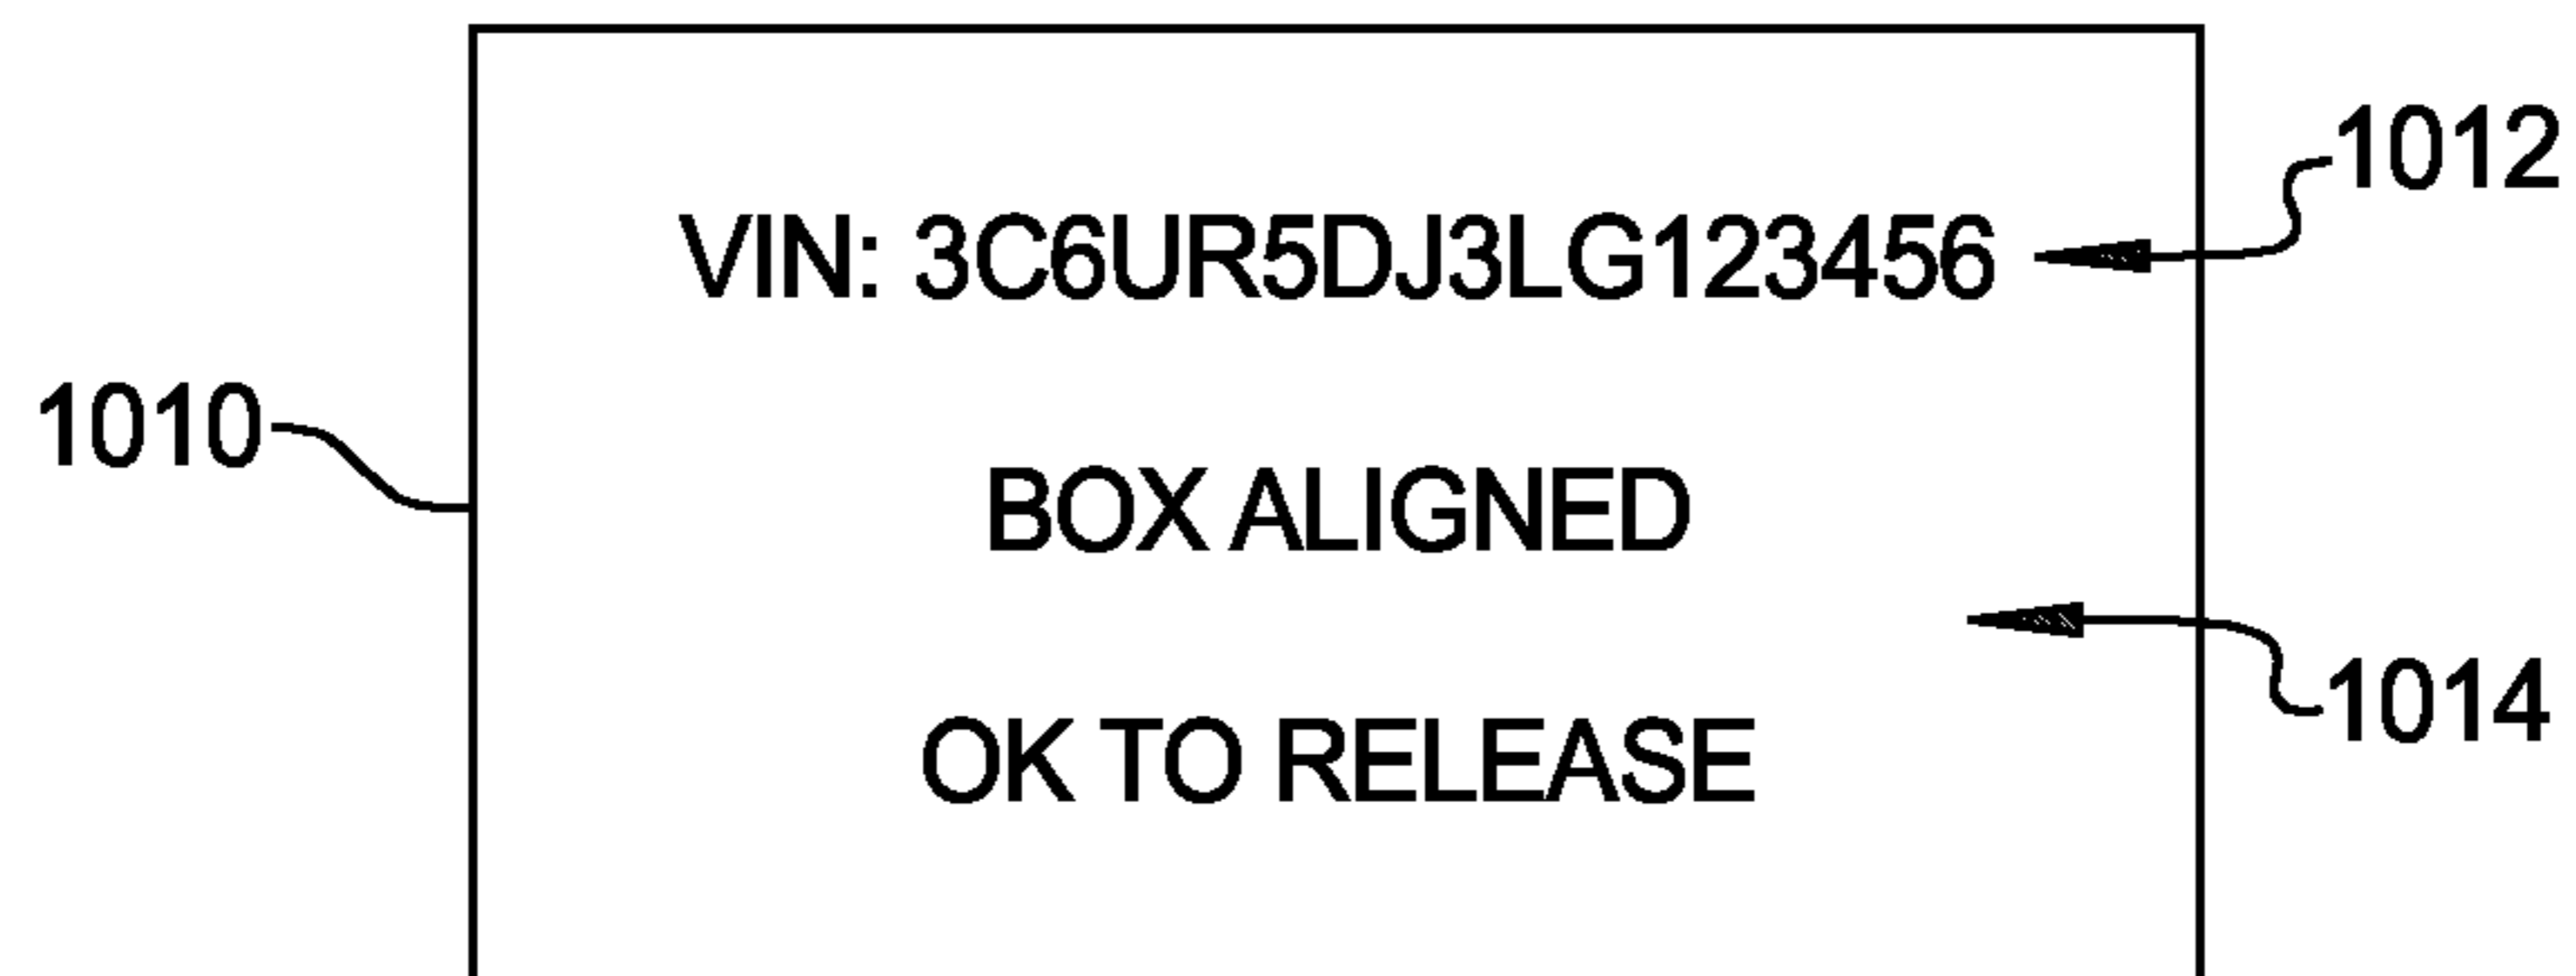 1012
VIN: 3C6UR5DJ3LG123456
1010
BOX ALIGNED
1014
OK TO RELEASE